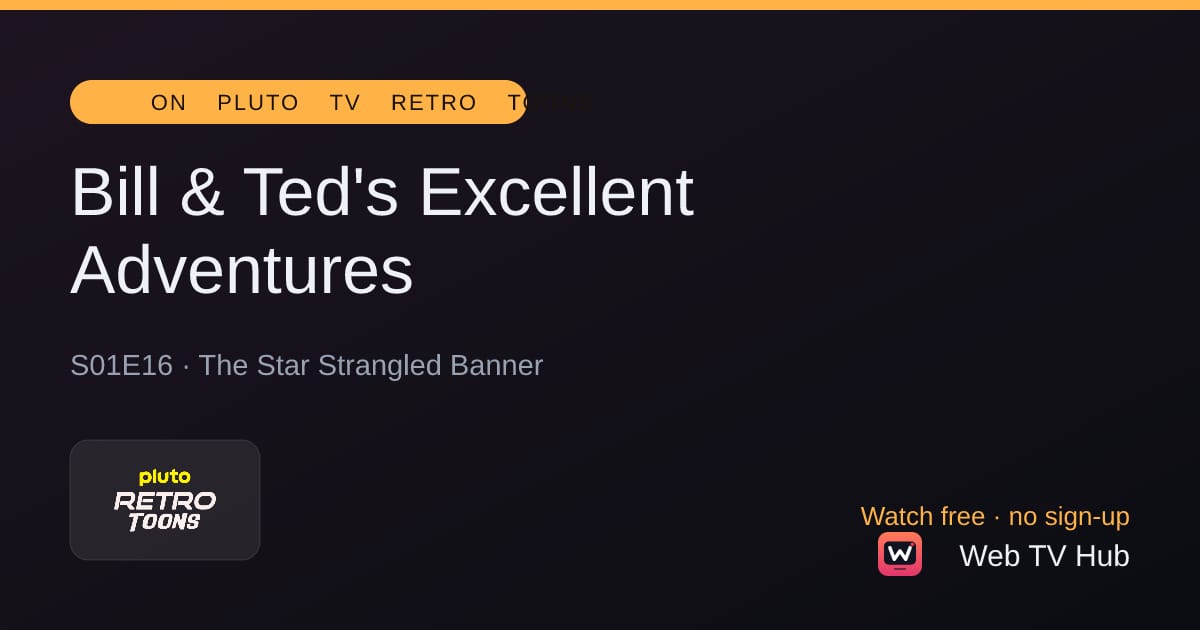 ON PLUTO TV RETRO TOONS
Bill & Ted's Excellent
Adventures
S01E16 · The Star Strangled Banner
pluto
RETRO
TOONS
Watch free · no sign-up
W
Web TV Hub